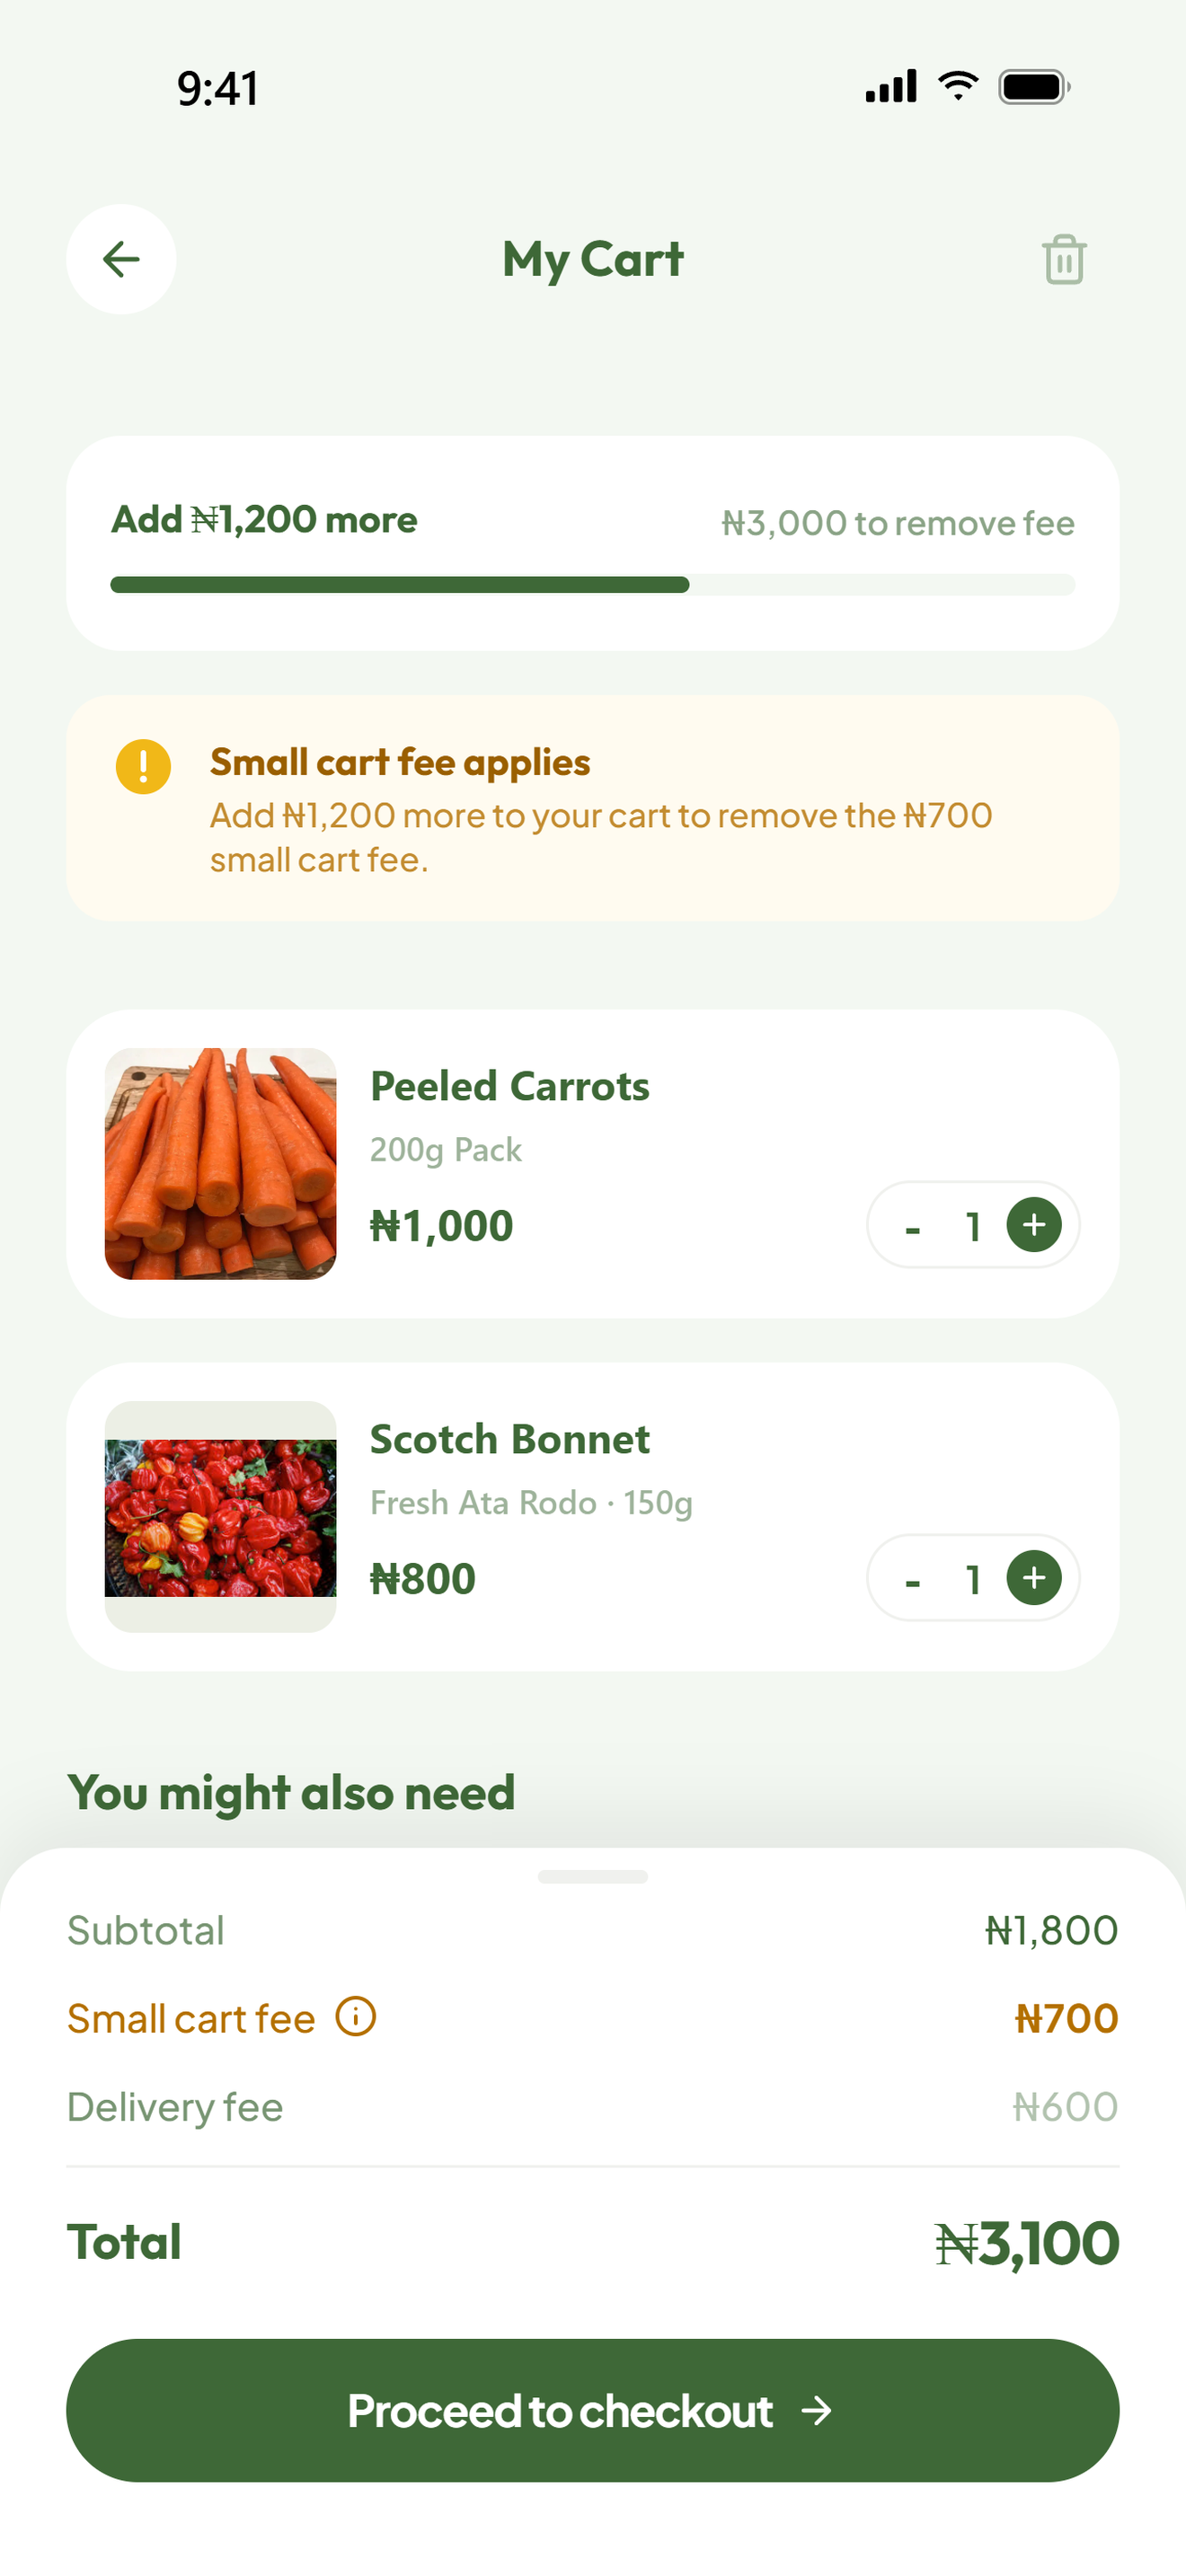 9:41
My Cart
Add ₦1,200 more
₦3,000 to remove fee
Small cart fee applies
Add ₦1,200 more to your cart to remove the ₦700
small cart fee.
Peeled Carrots
200g Pack
₦1,000
- 1 +
Scotch Bonnet
Fresh Ata Rodo · 150g
₦800
- 1 +
You might also need
Subtotal ₦1,800
Small cart fee ₦700
Delivery fee ₦600
Total ₦3,100
Proceed to checkout →